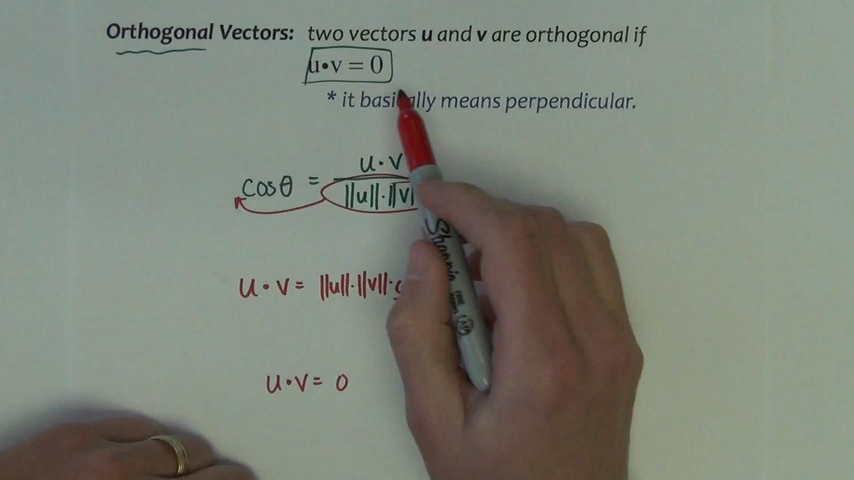 Orthogonal Vectors: two vectors u and v are orthogonal if
u•v = 0
* it basically means perpendicular.
cosθ = u·v / ||u||·||v||
u·v = ||u||·||v||·
u·v = 0
Sharpie